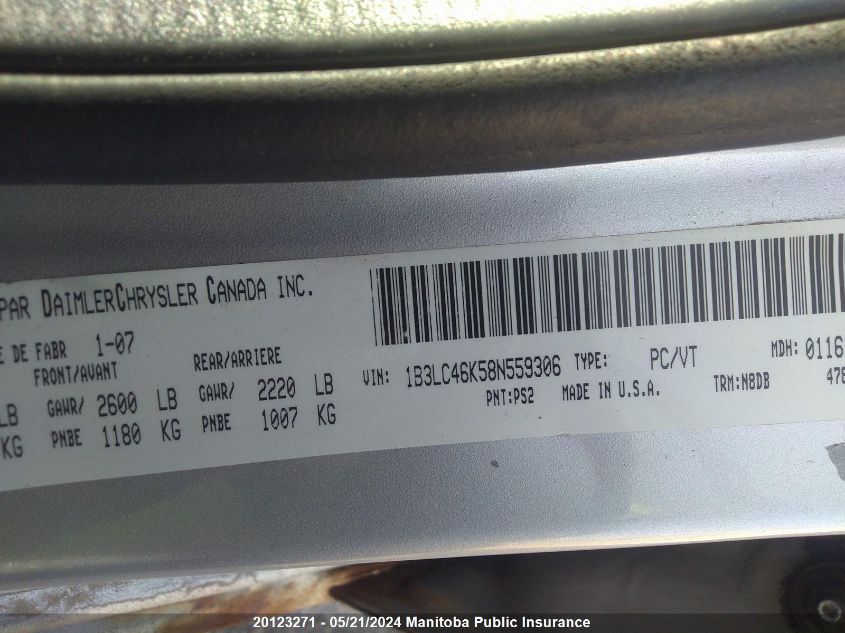 PAR DAIMLERCHRYSLER CANADA INC.
E DE FABR 1-07
FRONT/AVANT REAR/ARRIERE
LB GAWR/ 2600 LB GAWR/ 2220 LB
KG PNBE 1180 KG PNBE 1007 KG
VIN: 1B3LC46K58N559306 TYPE: PC/VT MDH: 0116
PNT:PS2 MADE IN U.S.A. TRM:N8DB 478
20123271 - 05/21/2024 Manitoba Public Insurance